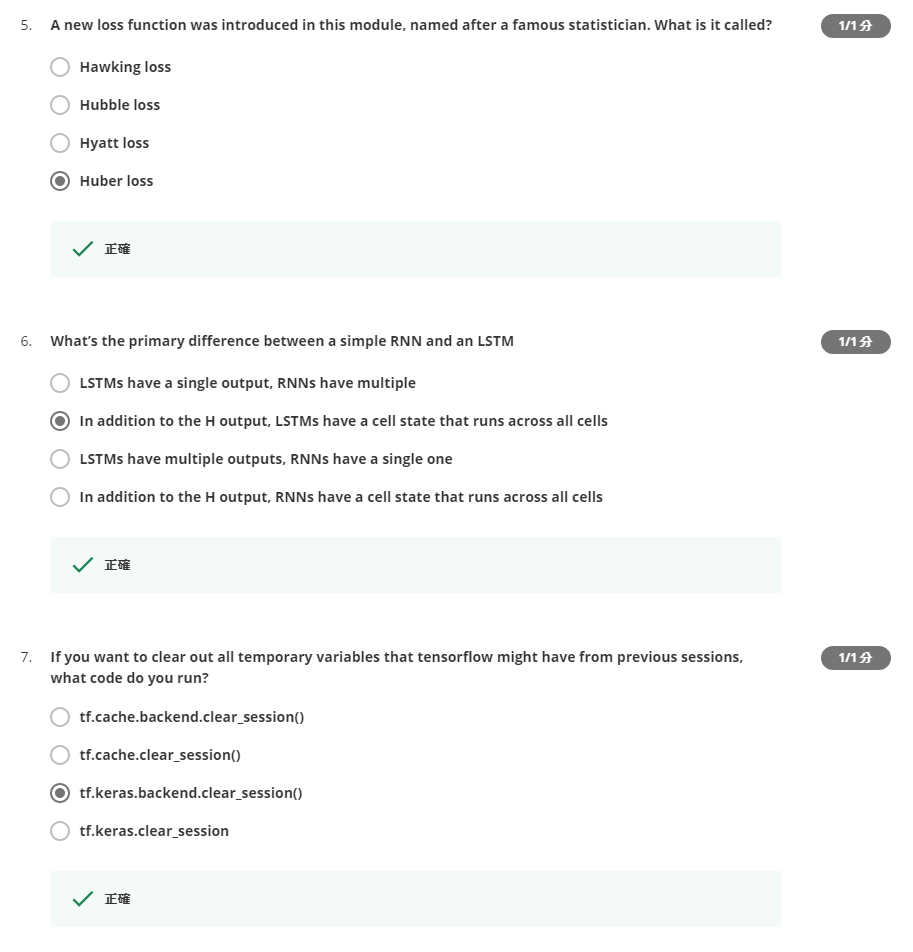 5. A new loss function was introduced in this module, named after a famous statistician. What is it called?
1/1 分
Hawking loss
Hubble loss
Hyatt loss
Huber loss
正確
6. What’s the primary difference between a simple RNN and an LSTM
1/1 分
LSTMs have a single output, RNNs have multiple
In addition to the H output, LSTMs have a cell state that runs across all cells
LSTMs have multiple outputs, RNNs have a single one
In addition to the H output, RNNs have a cell state that runs across all cells
正確
7. If you want to clear out all temporary variables that tensorflow might have from previous sessions,
what code do you run?
1/1 分
tf.cache.backend.clear_session()
tf.cache.clear_session()
tf.keras.backend.clear_session()
tf.keras.clear_session
正確